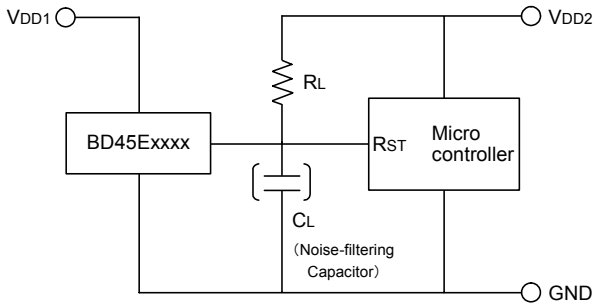 VDD1
VDD2
RL
BD45Exxxx
RST
Micro
controller
CL
（Noise-filtering
Capacitor）
GND